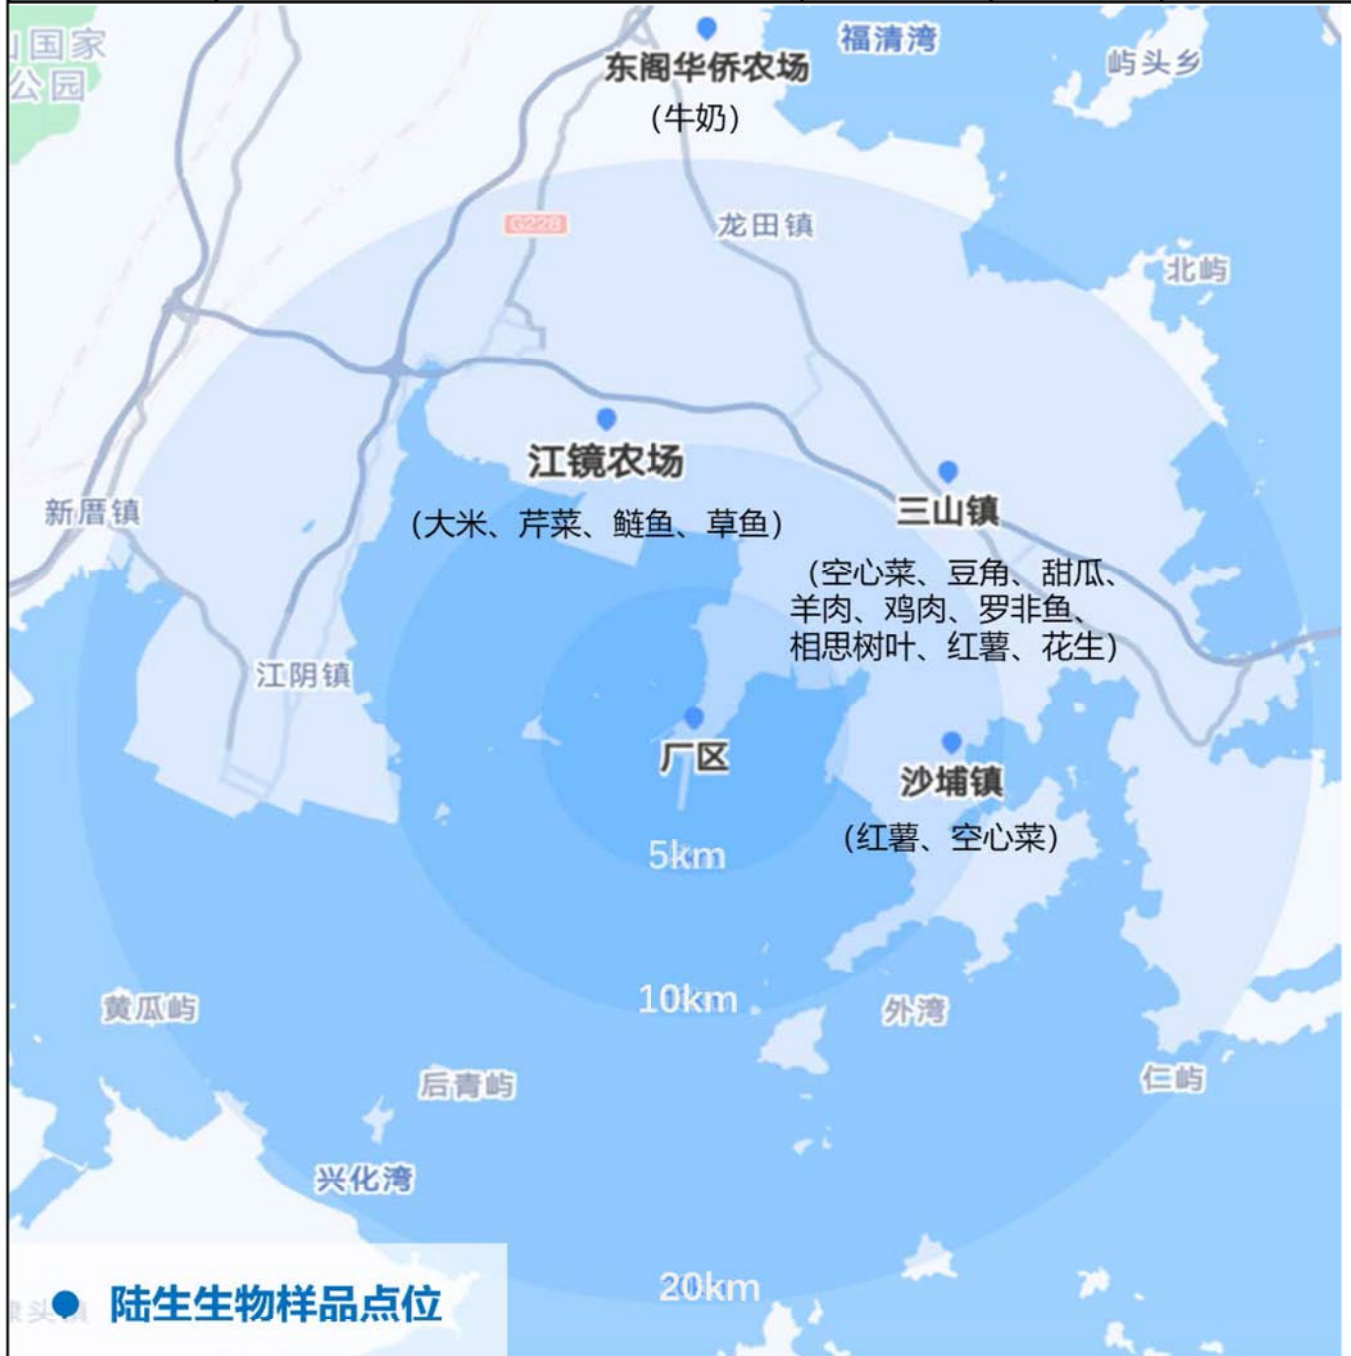 山国家
公园
福清湾
屿头乡
东阁华侨农场
（牛奶）
G228
龙田镇
北屿
江镜农场
（大米、芹菜、鲢鱼、草鱼）
三山镇
（空心菜、豆角、甜瓜、
羊肉、鸡肉、罗非鱼、
相思树叶、红薯、花生）
新厝镇
江阴镇
厂区
沙埔镇
（红薯、空心菜）
5km
10km
黄瓜屿
外湾
后青屿
仁屿
兴化湾
20km
陆生生物样品点位